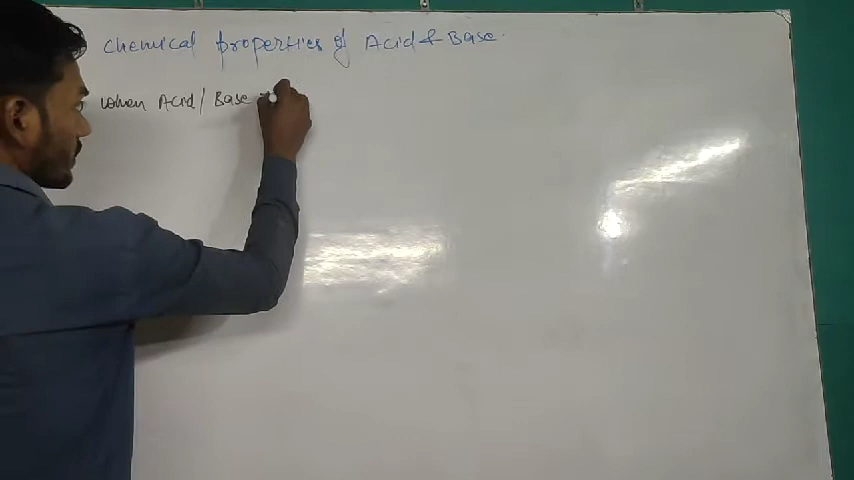 Chemical properties of Acid & Base.
when Acid / Base